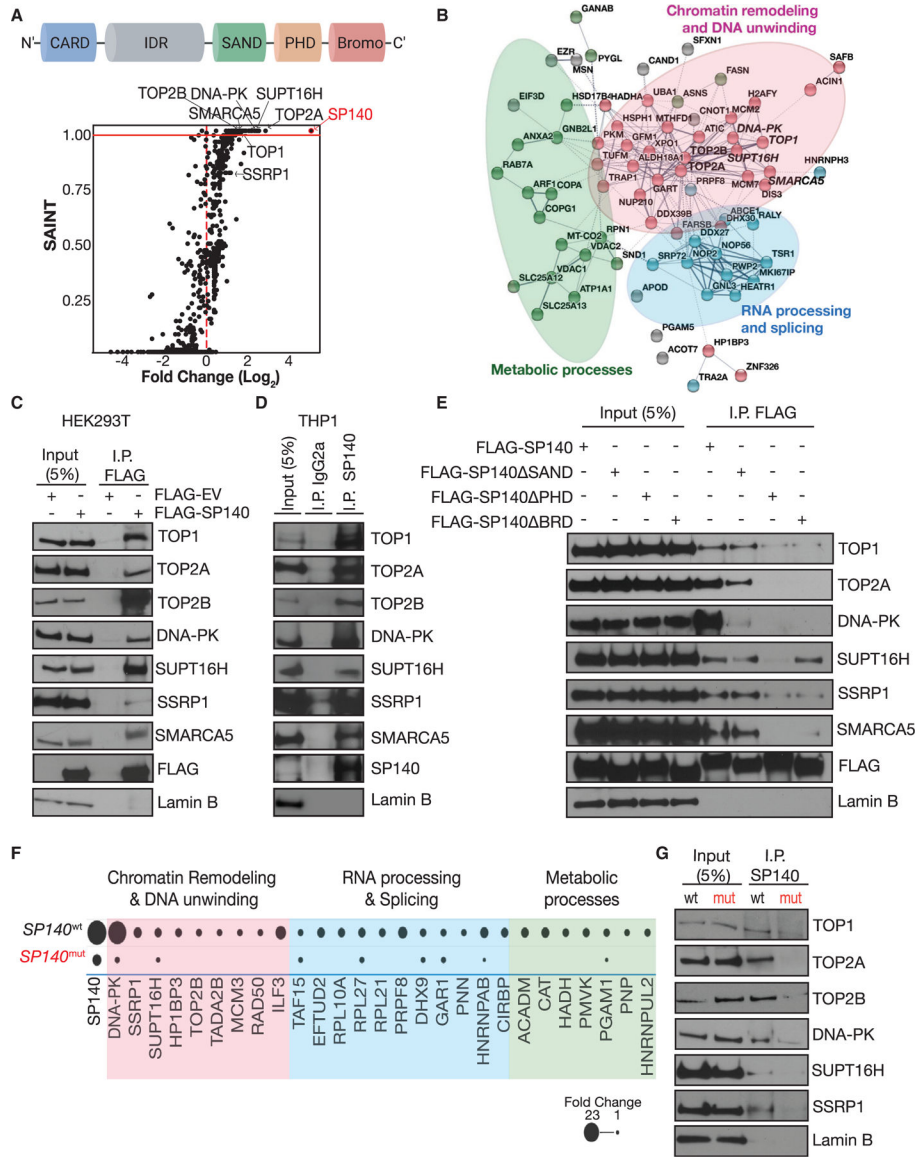 A
N' CARD IDR SAND PHD Bromo C'
TOP2B DNA-PK SUPT16H
SMARCA5 TOP2A SP140
TOP1
SSRP1
SAINT
1.00
0.75
0.50
0.25
-4 -2 0 2 4
Fold Change (Log2)
B
Chromatin remodeling
and DNA unwinding
GANAB
SFXN1
EZR
MSN
PYGL
CAND1
SAFB
FASN
ACIN1
EIF3D
HSD17B4
HADHA
UBA1
ASNS
H2AFY
CNOT1
MCM2
HSPH1
MTHFD1
ANXA2
GNB2L1
PKM
GFM1
XPO1
ATIC
DNA-PK
TOP1
TUFM
ALDH18A1
TOP2B
TOP2A
SUPT16H
HNRNPH3
RAB7A
TRAP1
GART
PRPF8
MCM7
SMARCA5
DIS3
ARF1
COPA
NUP210
COPG1
DDX39B
ABCE1
DHX30
RALY
FARSB
RPN1
MT-CO2
VDAC2
DDX27
NOP56
SND1
SRP72
NOP2
TSR1
PWP2
MKI67IP
SLC25A12
VDAC1
ATP1A1
APOD
GNL3
HEATR1
SLC25A13
RNA processing
and splicing
PGAM5
ACOT7
HP1BP3
ZNF326
TRA2A
Metabolic processes
C
HEK293T
Input
(5%)
I.P.
FLAG
+ - + - FLAG-EV
- + - + FLAG-SP140
TOP1
TOP2A
TOP2B
DNA-PK
SUPT16H
SSRP1
SMARCA5
FLAG
Lamin B
D
THP1
Input (5%)
I.P. IgG2a
I.P. SP140
TOP1
TOP2A
TOP2B
DNA-PK
SUPT16H
SSRP1
SMARCA5
SP140
Lamin B
E
Input (5%) I.P. FLAG
FLAG-SP140 + - - - + - - -
FLAG-SP140ΔSAND - + - - - + - -
FLAG-SP140ΔPHD - - + - - - + -
FLAG-SP140ΔBRD - - - + - - - +
TOP1
TOP2A
DNA-PK
SUPT16H
SSRP1
SMARCA5
FLAG
Lamin B
F
Chromatin Remodeling
& DNA unwinding
RNA processing
& Splicing
Metabolic
processes
SP140wt
SP140mut
SP140
DNA-PK
SSRP1
SUPT16H
HP1BP3
TOP2B
TADA2B
MCM3
RAD50
ILF3
TAF15
EFTUD2
RPL10A
RPL27
RPL21
PRPF8
DHX9
GAR1
PNN
HNRNPAB
CIRBP
ACADM
CAT
HADH
PMVK
PGAM1
PNP
HNRNPUL2
Fold Change
23 1
G
Input
(5%)
I.P.
SP140
wt mut wt mut
TOP1
TOP2A
TOP2B
DNA-PK
SUPT16H
SSRP1
Lamin B